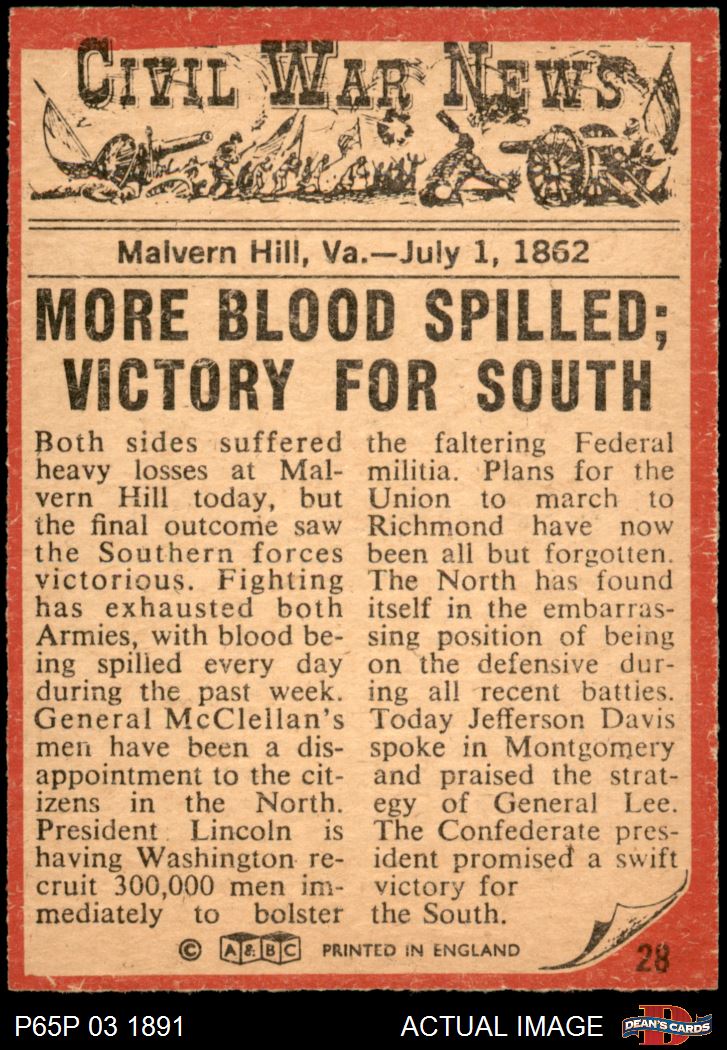 CIVIL WAR NEWS
Malvern Hill, Va.—July 1, 1862
MORE BLOOD SPILLED;
VICTORY FOR SOUTH
Both sides suffered
heavy losses at Mal-
vern Hill today, but
the final outcome saw
the Southern forces
victorious. Fighting
has exhausted both
Armies, with blood be-
ing spilled every day
during the past week.
General McClellan's
men have been a dis-
appointment to the cit-
izens in the North.
President Lincoln is
having Washington re-
cruit 300,000 men im-
mediately to bolster
the faltering Federal
militia. Plans for the
Union to march to
Richmond have now
been all but forgotten.
The North has found
itself in the embarras-
sing position of being
on the defensive dur-
ing all recent battles.
Today Jefferson Davis
spoke in Montgomery
and praised the strat-
egy of General Lee.
The Confederate pres-
ident promised a swift
victory for
the South.
© A&BC PRINTED IN ENGLAND
28
P65P 03 1891 ACTUAL IMAGE
D
DEAN'S CARDS